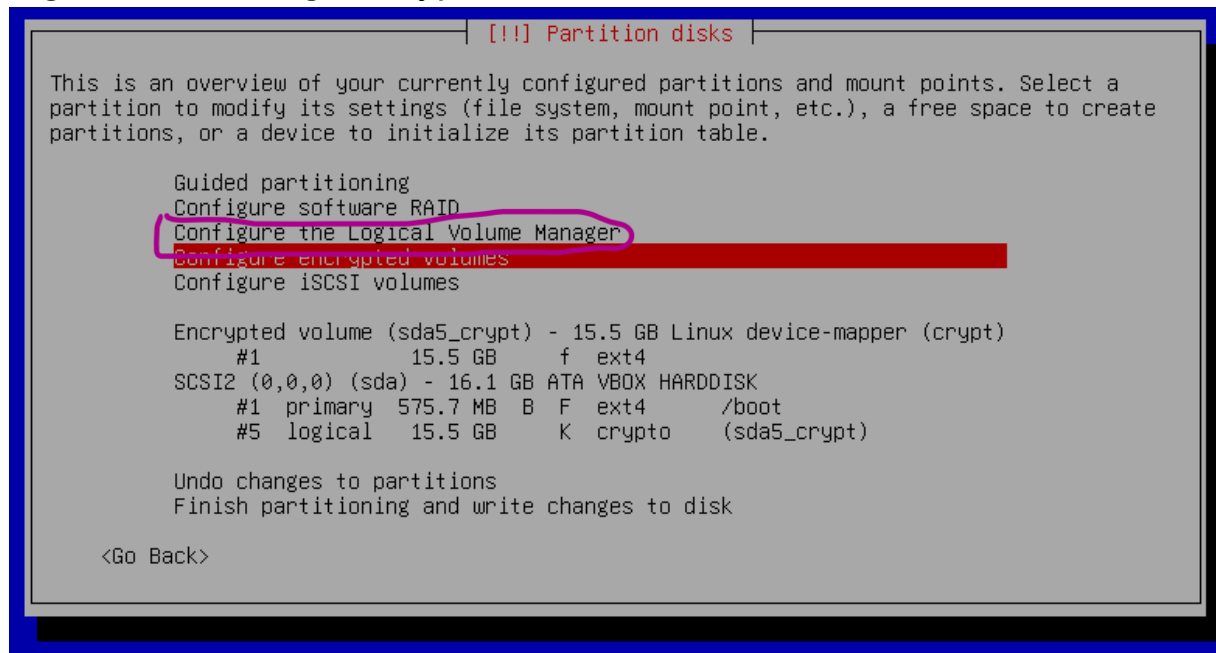 [!!] Partition disks
This is an overview of your currently configured partitions and mount points. Select a
partition to modify its settings (file system, mount point, etc.), a free space to create
partitions, or a device to initialize its partition table.
Guided partitioning
Configure software RAID
Configure the Logical Volume Manager
Configure encrypted volumes
Configure iSCSI volumes
Encrypted volume (sda5_crypt) - 15.5 GB Linux device-mapper (crypt)
#1 15.5 GB f ext4
SCSI2 (0,0,0) (sda) - 16.1 GB ATA VBOX HARDDISK
#1 primary 575.7 MB B F ext4 /boot
#5 logical 15.5 GB K crypto (sda5_crypt)
Undo changes to partitions
Finish partitioning and write changes to disk
<Go Back>